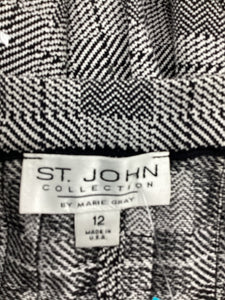 ST. JOHN
COLLECTION
BY MARIE GRAY
12
MADE IN
U.S.A.